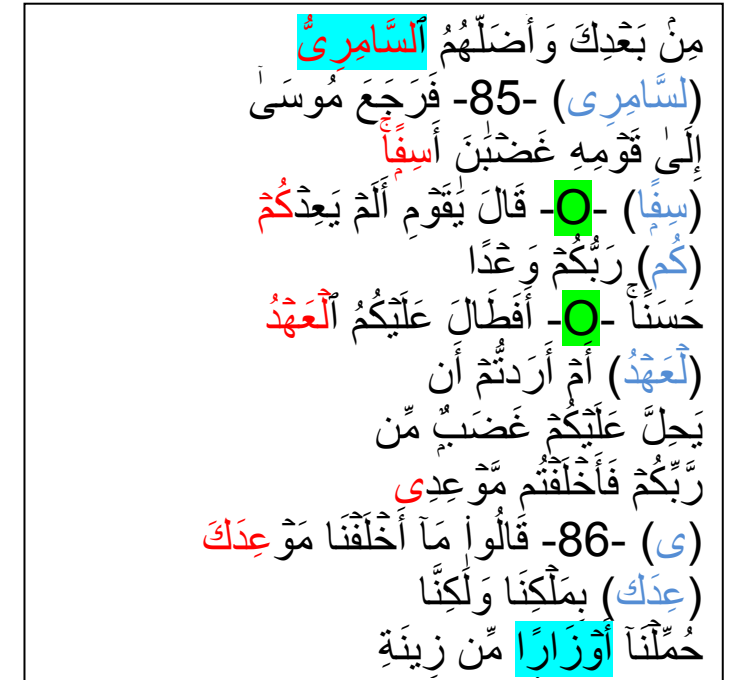 مِنۢ بَعۡدِكَ وَأَضَلَّهُمُ ٱلسَّامِرِىُّ
(لسَّامِرِى) -85- فَرَجَعَ مُوسَىٰٓ
إِلَىٰ قَوۡمِهِۦ غَضۡبَٰنَ أَسِفًۭاۚ
(سِفًۭا) -O- قَالَ يَٰقَوۡمِ أَلَمۡ يَعِدۡكُمۡ
(كُم) رَبُّكُمۡ وَعۡدًا
حَسَنًاۚ -O- أَفَطَالَ عَلَيۡكُمُ ٱلۡعَهۡدُ
(لۡعَهۡدُ) أَمۡ أَرَدتُّمۡ أَن
يَحِلَّ عَلَيۡكُمۡ غَضَبٌۭ مِّن
رَّبِّكُمۡ فَأَخۡلَفۡتُم مَّوۡعِدِى
(ى) -86- قَالُوا۟ مَآ أَخۡلَفۡنَا مَوۡعِدَكَ
(عِدَك) بِمَلۡكِنَا وَلَٰكِنَّا
حُمِّلۡنَآ أَوۡزَارًۭا مِّن زِينَةِ